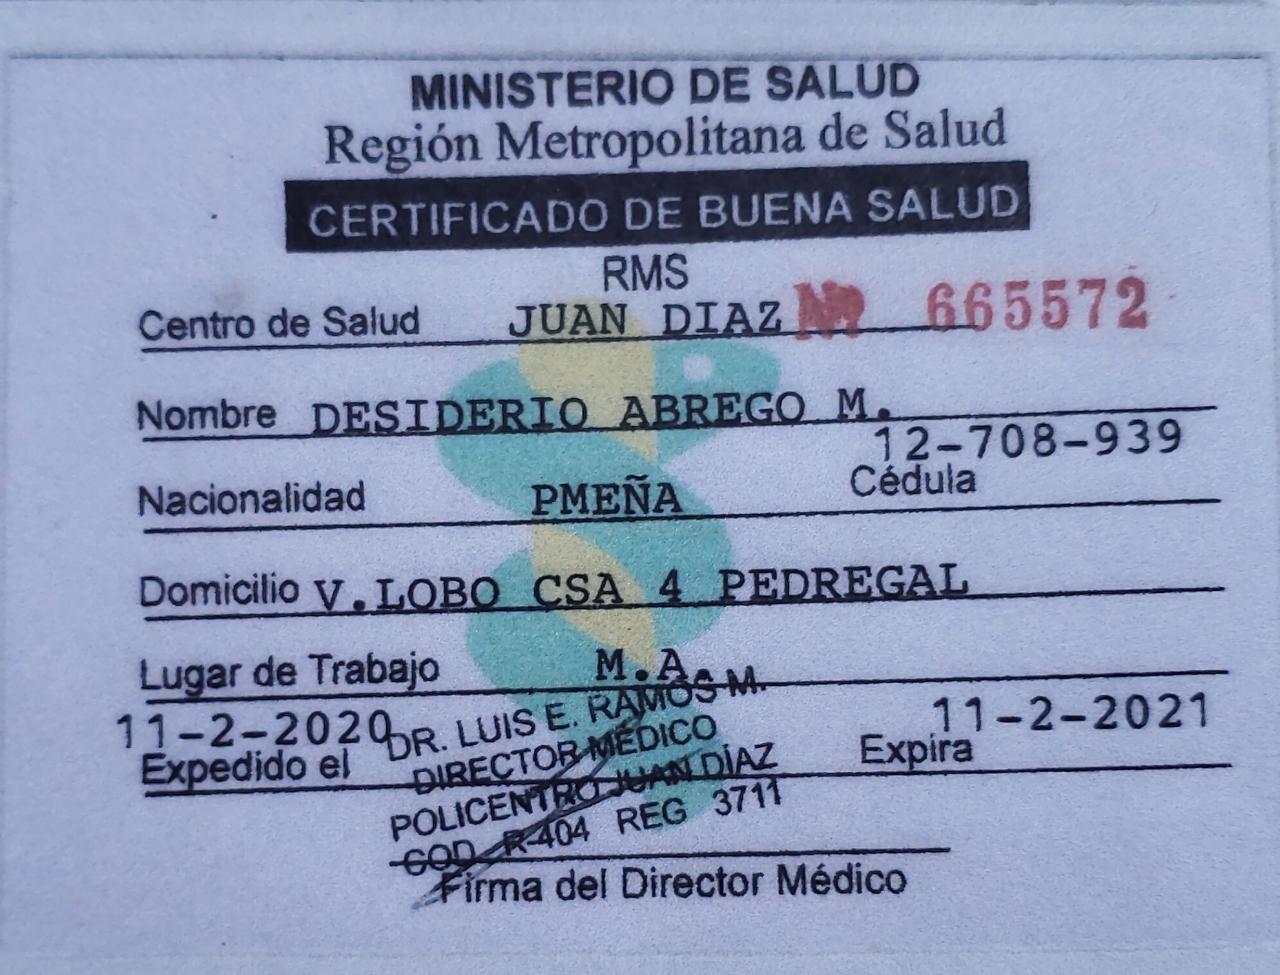 MINISTERIO DE SALUD
Región Metropolitana de Salud
CERTIFICADO DE BUENA SALUD
RMS
Centro de Salud JUAN DIAZ Nº 665572
Nombre DESIDERIO ABREGO M.
12-708-939
Nacionalidad PMEÑA Cédula
Domicilio V.LOBO CSA 4 PEDREGAL
Lugar de Trabajo M.A.
11-2-2020 11-2-2021
Expedido el Expira
DR. LUIS E. RAMOS M.
DIRECTOR MÉDICO
POLICENTRO JUAN DÍAZ
COD R-404 REG 3711
Firma del Director Médico